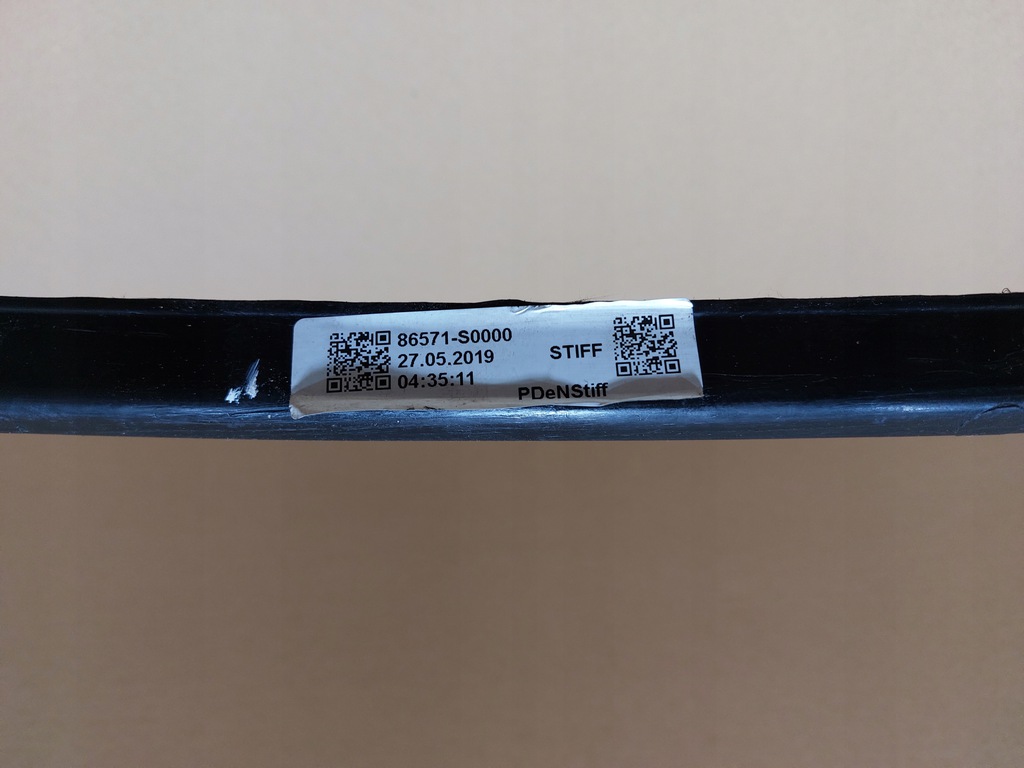 86571-S0000
27.05.2019
04:35:11
STIFF
PDeNStiff